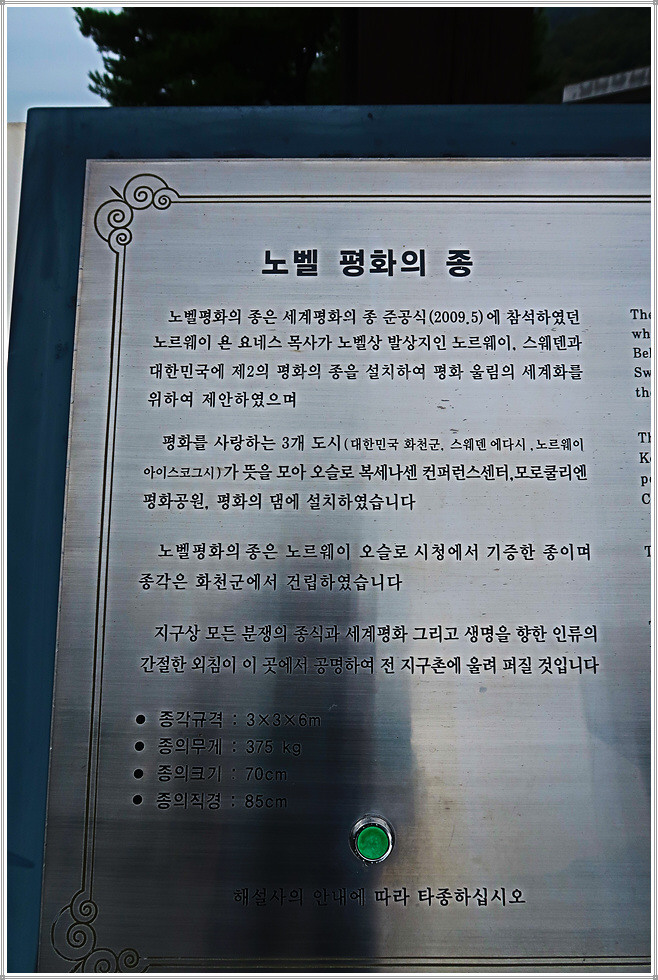 노벨 평화의 종
노벨평화의 종은 세계평화의 종 준공식(2009.5)에 참석하였던
노르웨이 욘 요네스 목사가 노벨상 발상지인 노르웨이, 스웨덴과
대한민국에 제2의 평화의 종을 설치하여 평화 울림의 세계화를
위하여 제안하였으며
평화를 사랑하는 3개 도시(대한민국 화천군, 스웨덴 에다시, 노르웨이
아이스코그시)가 뜻을 모아 오슬로 복세나센 컨퍼런스센터,모로쿨리엔
평화공원, 평화의 댐에 설치하였습니다
노벨평화의 종은 노르웨이 오슬로 시청에서 기증한 종이며
종각은 화천군에서 건립하였습니다
지구상 모든 분쟁의 종식과 세계평화 그리고 생명을 향한 인류의
간절한 외침이 이 곳에서 공명하여 전 지구촌에 울려 퍼질 것입니다
● 종각규격 : 3×3×6m
● 종의무게 : 375 kg
● 종의크기 : 70cm
● 종의직경 : 85cm
해설사의 안내에 따라 타종하십시오